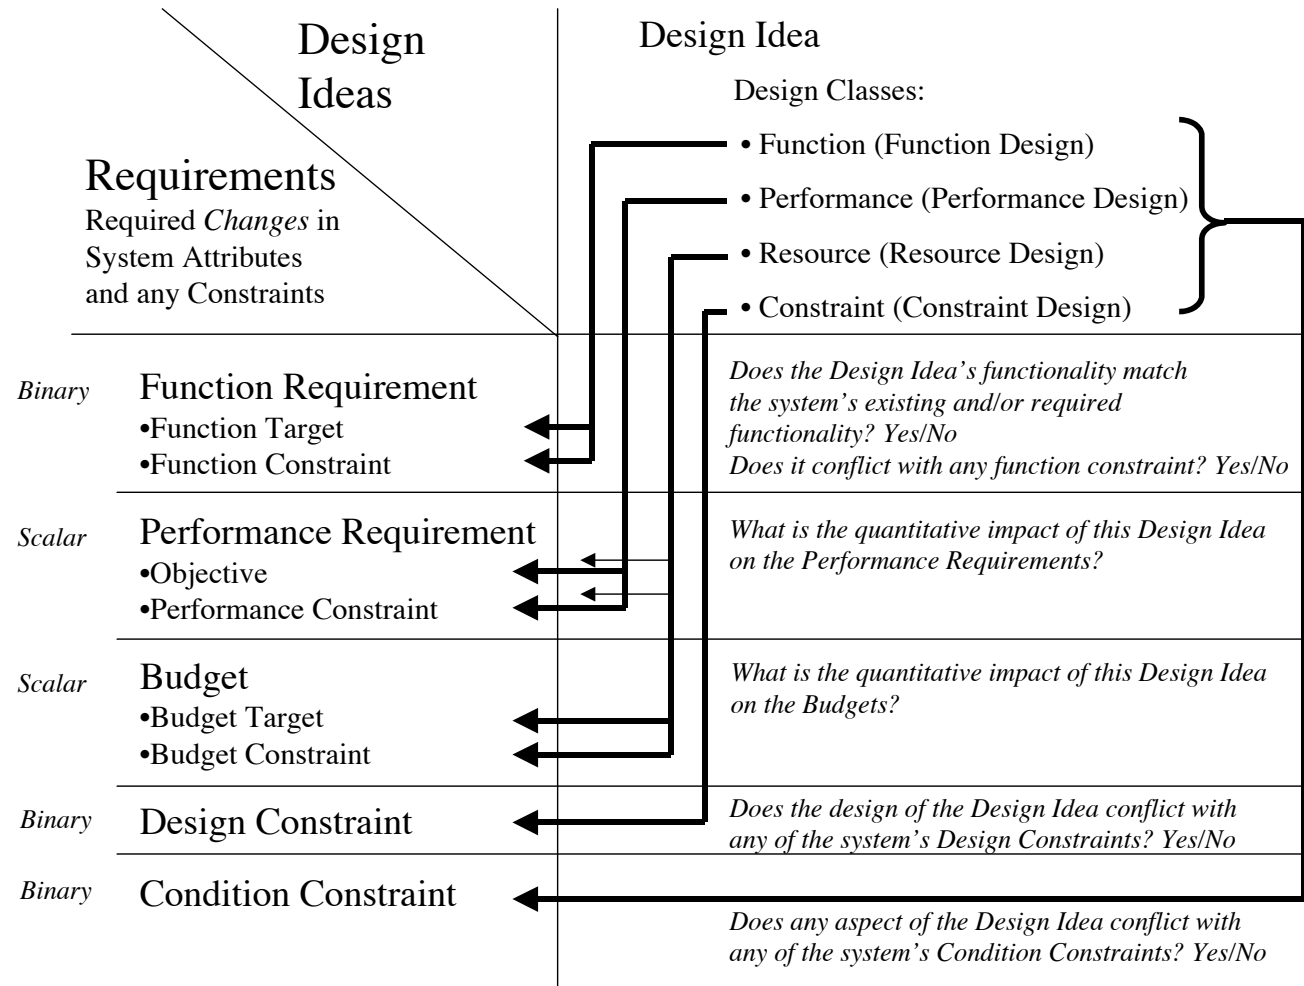 Design
Ideas
Requirements
Required Changes in
System Attributes
and any Constraints
Design Idea
Design Classes:
• Function (Function Design)
• Performance (Performance Design)
• Resource (Resource Design)
• Constraint (Constraint Design)
Binary
Function Requirement
•Function Target
•Function Constraint
Does the Design Idea's functionality match
the system's existing and/or required
functionality? Yes/No
Does it conflict with any function constraint? Yes/No
Scalar
Performance Requirement
•Objective
•Performance Constraint
What is the quantitative impact of this Design Idea
on the Performance Requirements?
Scalar
Budget
•Budget Target
•Budget Constraint
What is the quantitative impact of this Design Idea
on the Budgets?
Binary
Design Constraint
Does the design of the Design Idea conflict with
any of the system's Design Constraints? Yes/No
Binary
Condition Constraint
Does any aspect of the Design Idea conflict with
any of the system's Condition Constraints? Yes/No